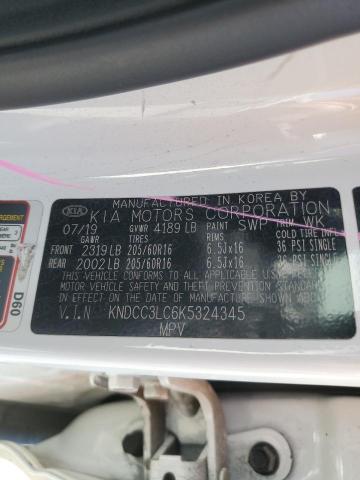 MANUFACTURED IN KOREA BY
KIA KIA MOTORS CORPORATION
07/19 GVWR 4189 LB PAINT SWP TRIM WK
GAWR TIRES RIMS COLD TIRE INFL
FRONT 2319 LB 205/60R16 6.5Jx16 36 PSI SINGLE
REAR 2002 LB 205/60R16 6.5Jx16 36 PSI SINGLE
THIS VEHICLE CONFORMS TO ALL APPLICABLE FEDERAL
MOTOR VEHICLE SAFETY AND THEFT PREVENTION STANDARDS
IN EFFECT ON THE DATE OF MANUFACTURE SHOWN ABOVE.
V.I.N KNDCC3LC6K5324345
MPV
D60